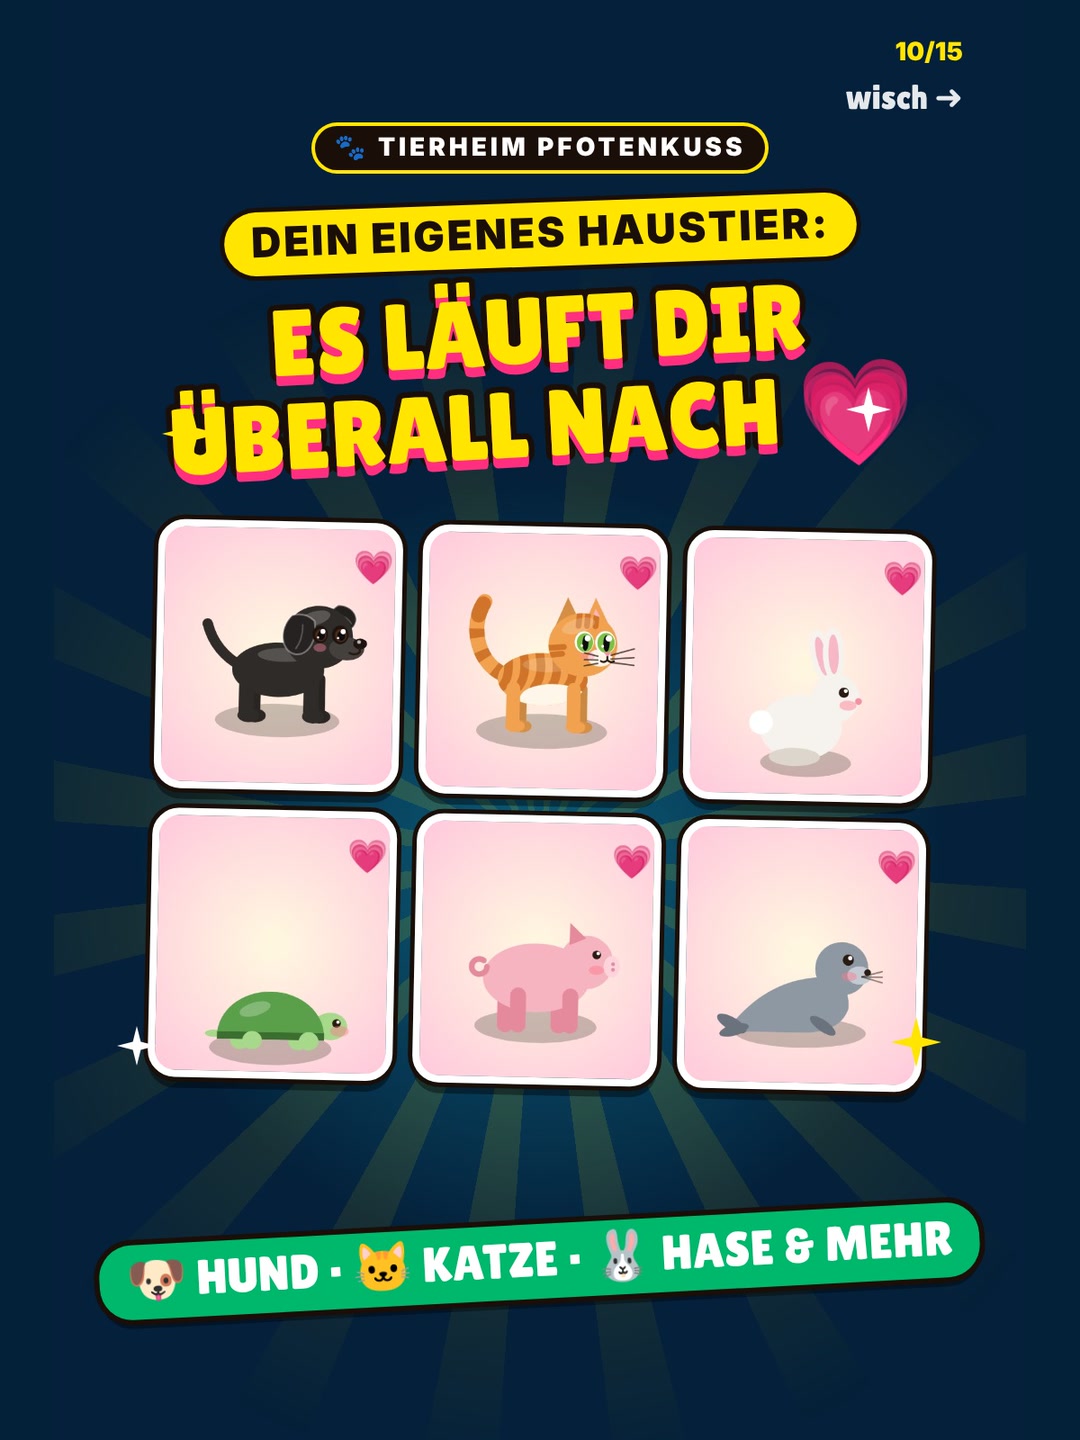 10/15
wisch →
🐾 TIERHEIM PFOTENKUSS
DEIN EIGENES HAUSTIER:
ES LÄUFT DIR
ÜBERALL NACH
HUND · KATZE · HASE & MEHR